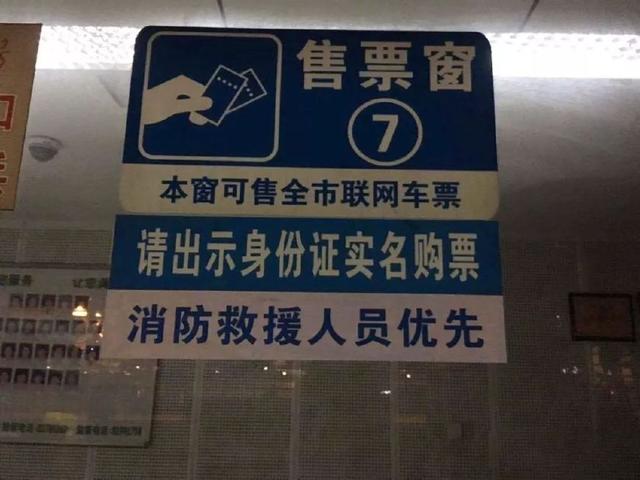 售票窗
7
本窗可售全市联网车票
请出示身份证实名购票
消防救援人员优先